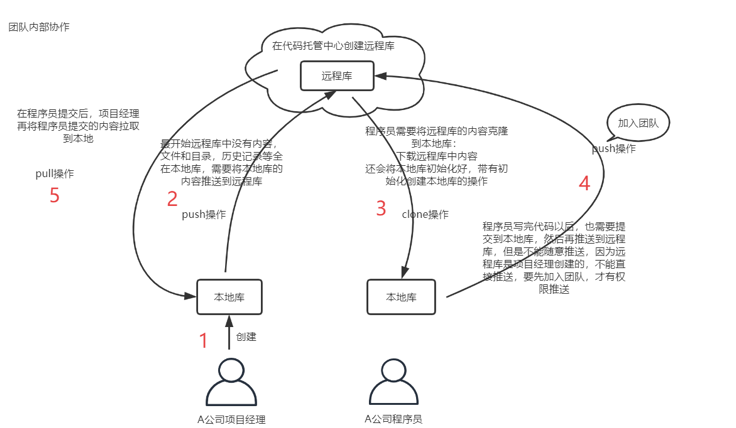 团队内部协作
在代码托管中心创建远程库
远程库
在程序员提交后，项目经理
再将程序员提交的内容拉取
到本地
pull操作
5
最开始远程库中没有内容，
文件和目录，历史记录等全
在本地库，需要将本地库的
内容推送到远程库
2
push操作
程序员需要将远程库的内容克隆
到本地库：
下载远程库中内容
还会将本地库初始化好，带有初
始化创建本地库的操作
3
clone操作
加入团队
push操作
4
程序员写完代码以后，也需要提
交到本地库，然后再推送到远程
库，但是不能随意推送，因为远
程库是项目经理创建的，不能直
接推送，要先加入团队，才有权
限推送
本地库
本地库
1
创建
A公司项目经理
A公司程序员